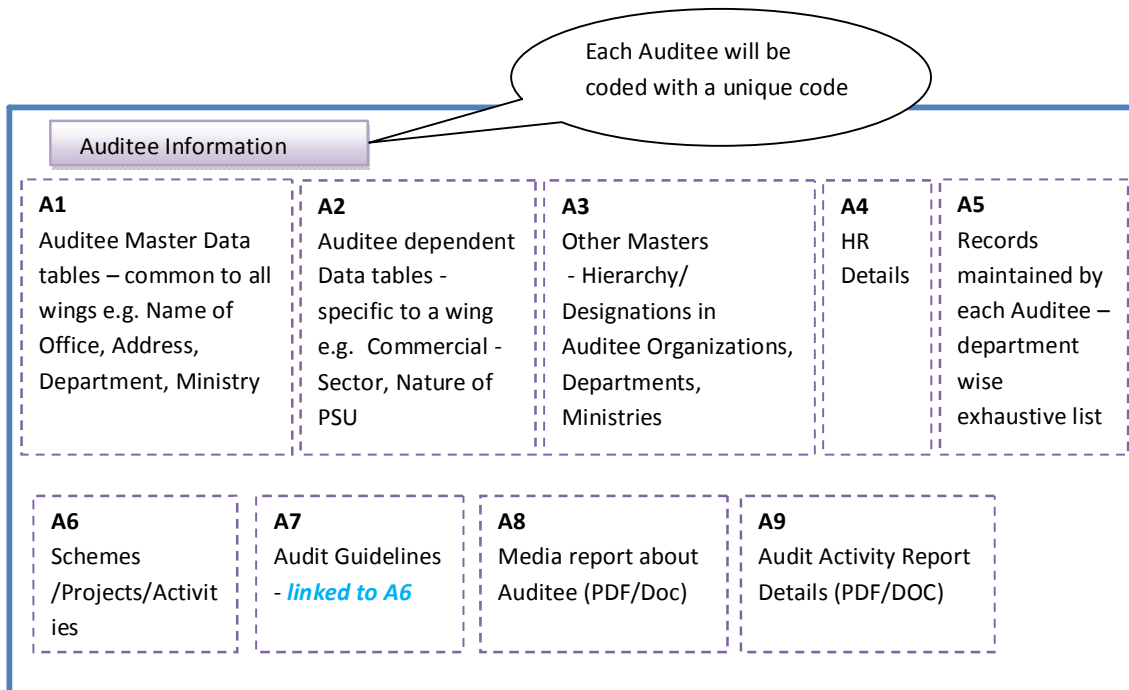 Each Auditee will be
coded with a unique code
Auditee Information
A1
Auditee Master Data
tables – common to all
wings e.g. Name of
Office, Address,
Department, Ministry
A2
Auditee dependent
Data tables -
specific to a wing
e.g.  Commercial -
Sector, Nature of
PSU
A3
Other Masters
- Hierarchy/
Designations in
Auditee Organizations,
Departments,
Ministries
A4
HR
Details
A5
Records
maintained by
each Auditee –
department
wise
exhaustive list
A6
Schemes
/Projects/Activit
ies
A7
Audit Guidelines
- linked to A6
A8
Media report about
Auditee (PDF/Doc)
A9
Audit Activity Report
Details (PDF/DOC)